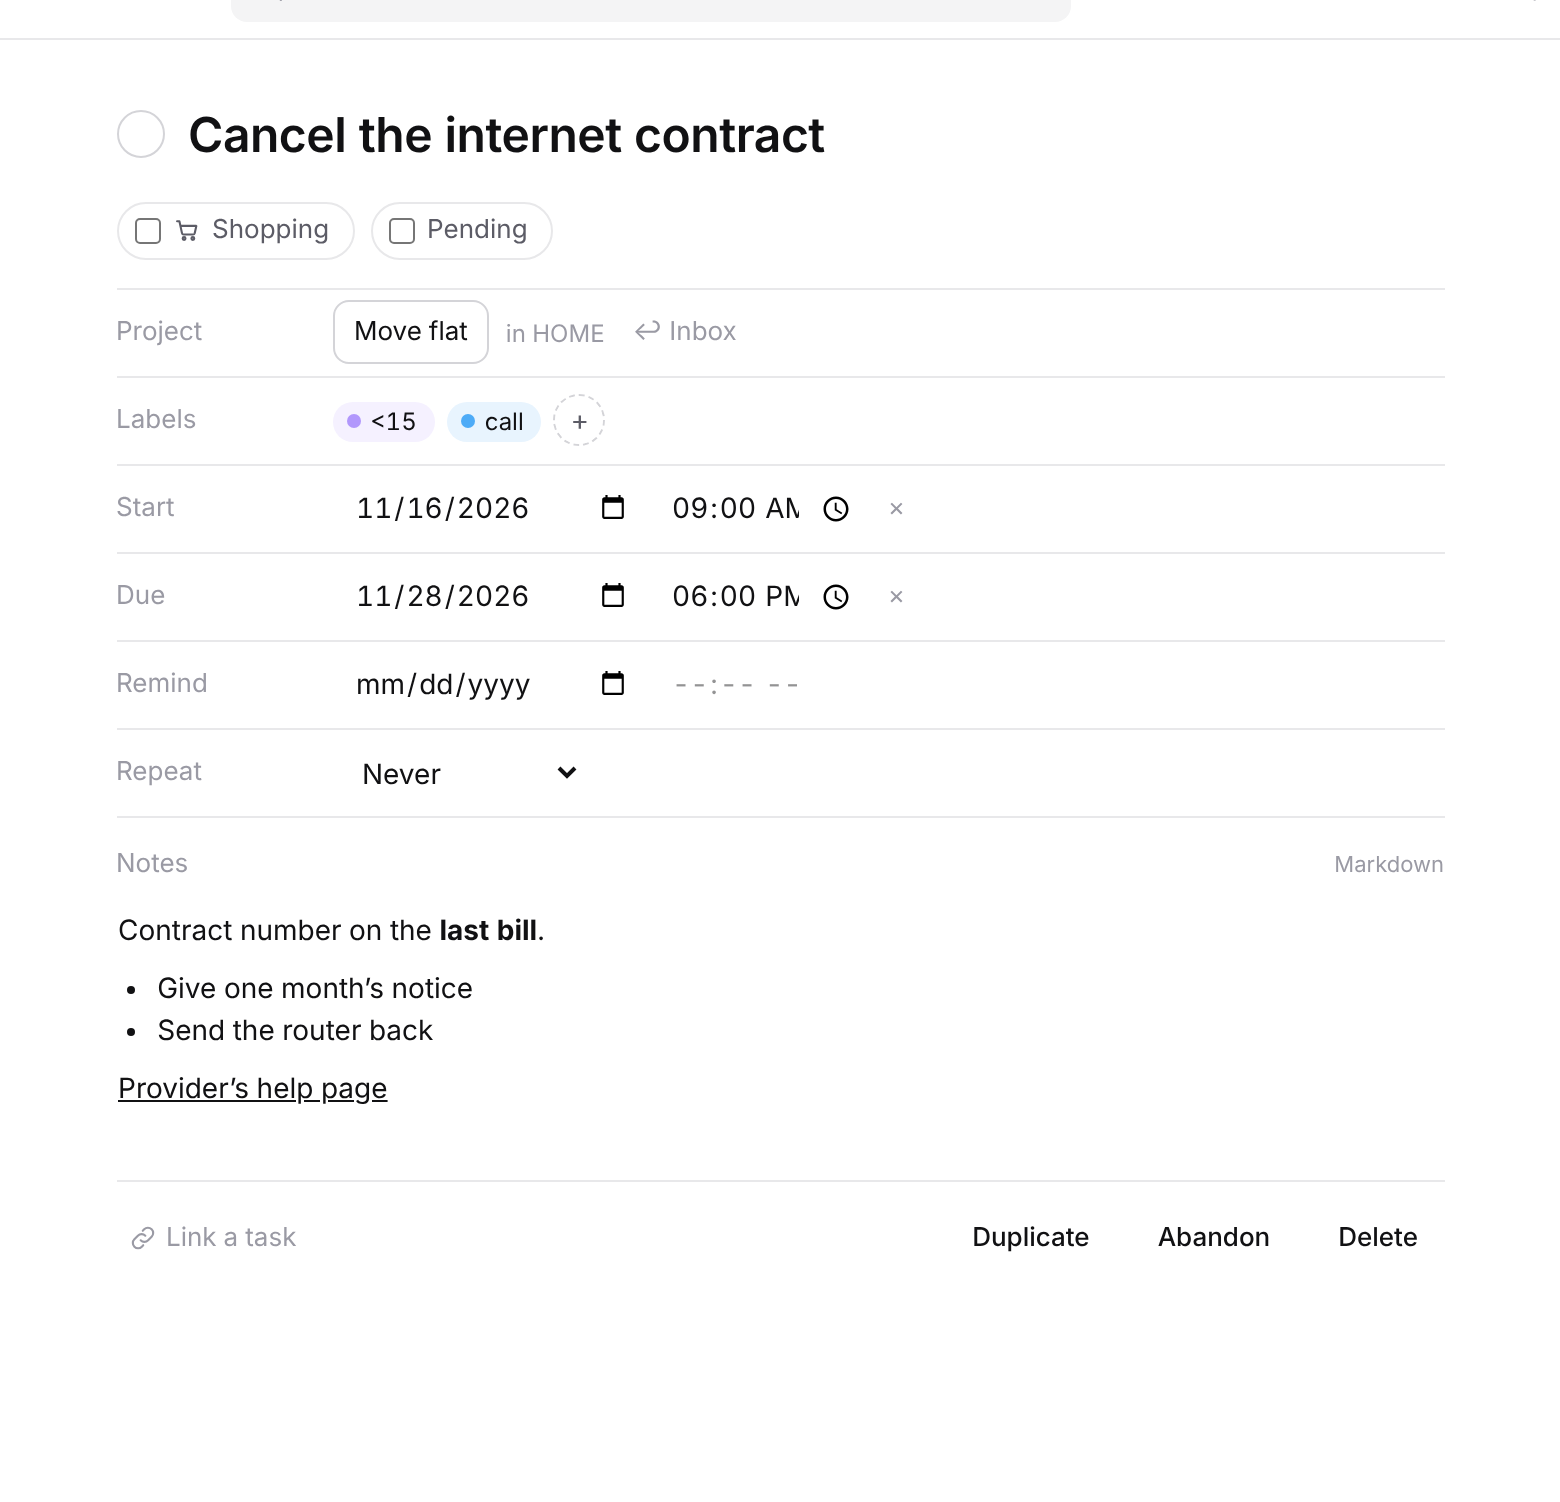 Cancel the internet contract
Shopping Pending
Project Move flat in HOME Inbox
Labels <15 call +
Start 11/16/2026 09:00 AM ×
Due 11/28/2026 06:00 PM ×
Remind mm/dd/yyyy --:-- --
Repeat Never
Notes Markdown
Contract number on the last bill.
• Give one month’s notice
• Send the router back
Provider’s help page
Link a task Duplicate Abandon Delete